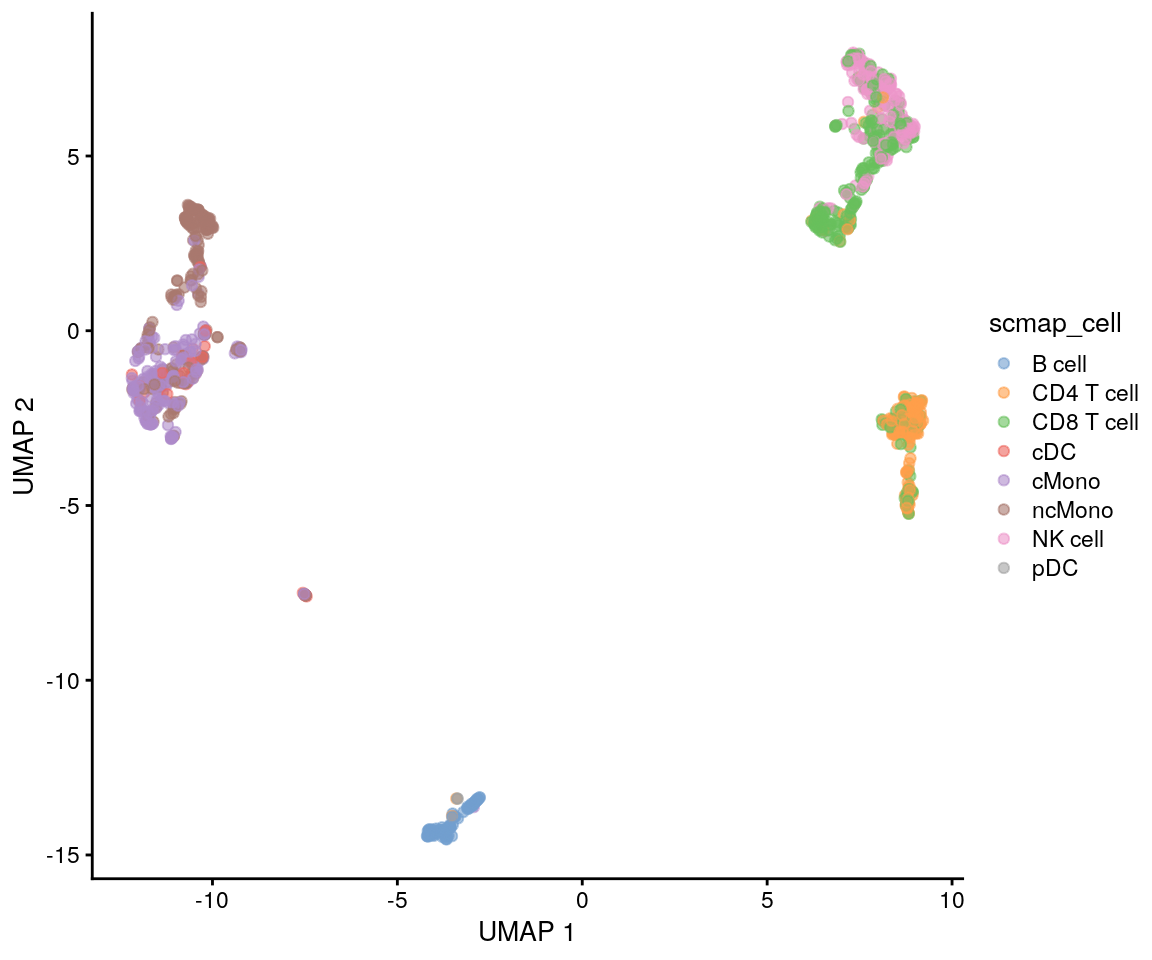 UMAP 2
5
0
-5
-10
-15
-10
-5
0
5
10
UMAP 1
scmap_cell
B cell
CD4 T cell
CD8 T cell
cDC
cMono
ncMono
NK cell
pDC